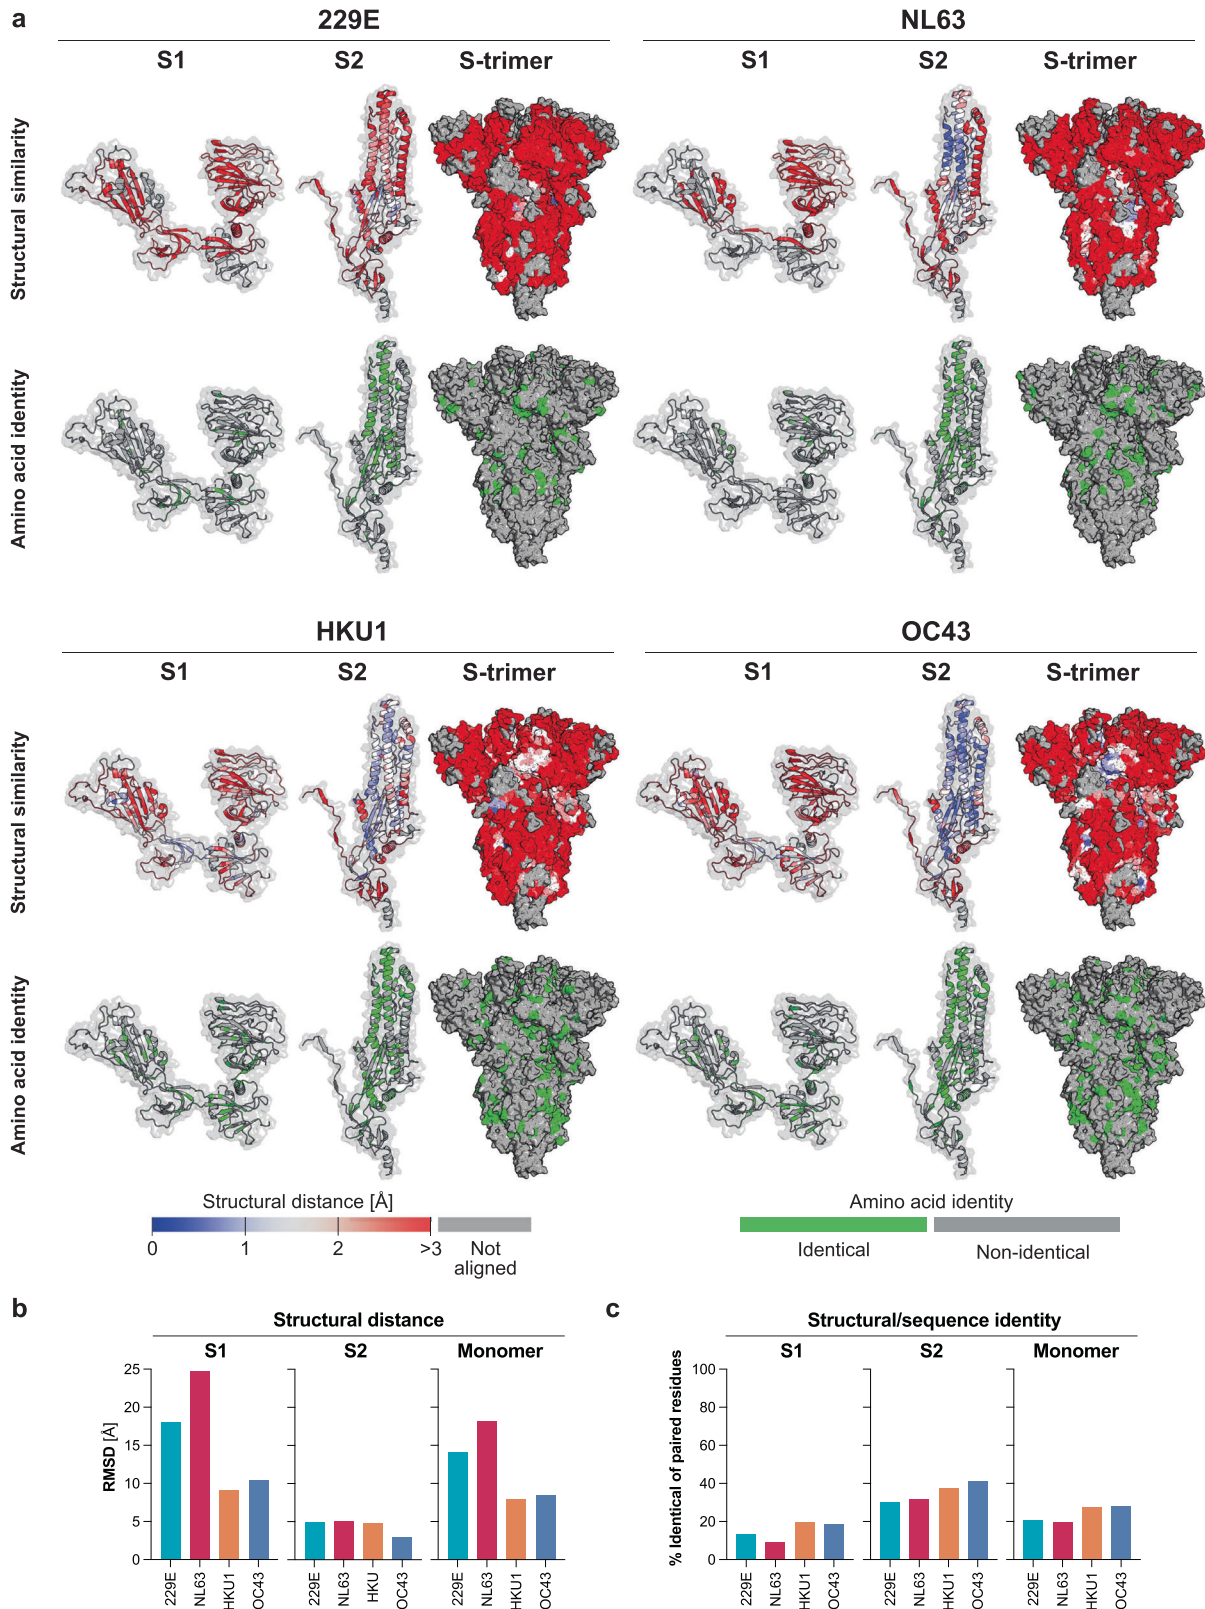 a
229E
NL63
S1
S2
S-trimer
S1
S2
S-trimer
Structural similarity
Amino acid identity
HKU1
OC43
S1
S2
S-trimer
S1
S2
S-trimer
Structural similarity
Amino acid identity
Structural distance [Å]
0
1
2
>3
Not
aligned
Amino acid identity
Identical
Non-identical
b
Structural distance
S1
S2
Monomer
RMSD [Å]
25
20
15
10
5
0
229E
NL63
HKU1
OC43
229E
NL63
HKU
OC43
229E
NL63
HKU1
OC43
c
Structural/sequence identity
S1
S2
Monomer
% Identical of paired residues
100
80
60
40
20
0
229E
NL63
HKU1
OC43
229E
NL63
HKU1
OC43
229E
NL63
HKU1
OC43